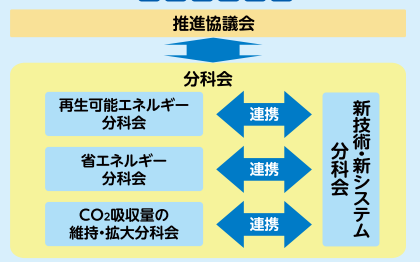 推進協議会
分科会
再生可能エネルギー
分科会
連携
省エネルギー
分科会
連携
CO₂吸収量の
維持・拡大分科会
連携
新技術・新システム
分科会